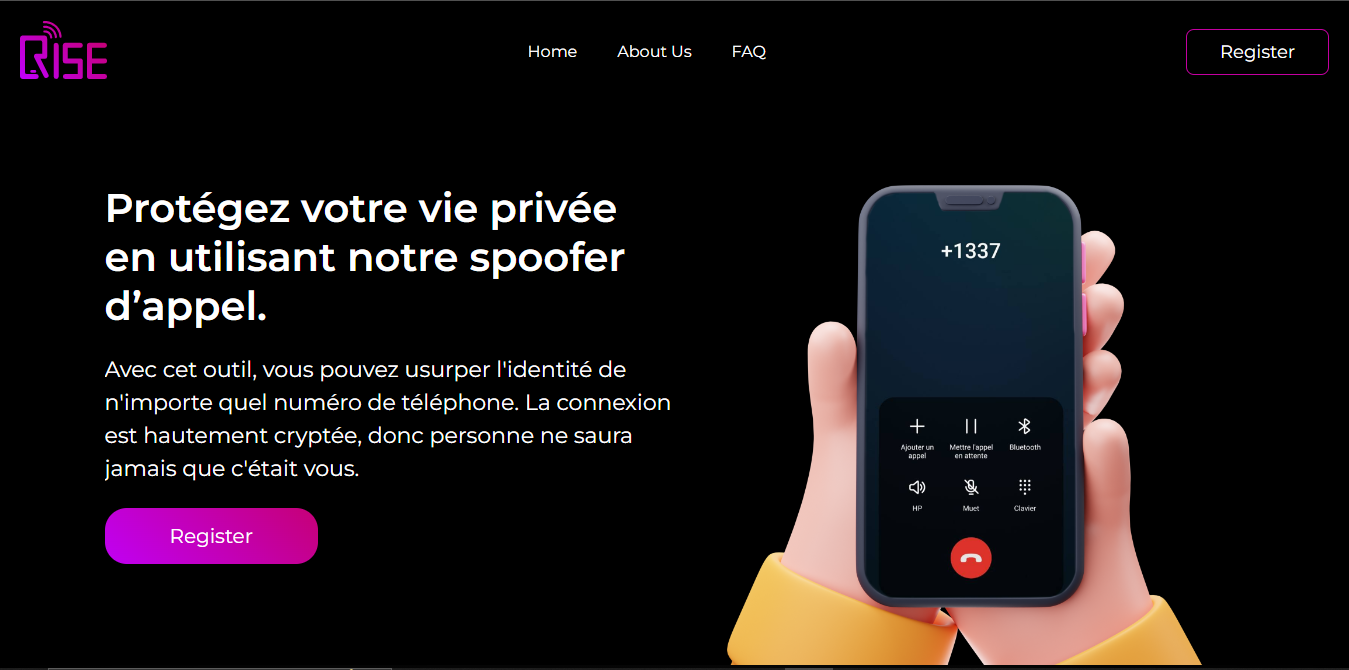 RISE
Home About Us FAQ Register
Protégez votre vie privée
en utilisant notre spoofer
d’appel.
Avec cet outil, vous pouvez usurper l'identité de
n'importe quel numéro de téléphone. La connexion
est hautement cryptée, donc personne ne saura
jamais que c'était vous.
Register
+1337
Ajouter un appel
Mettre l'appel en attente
Bluetooth
HP Muet Clavier